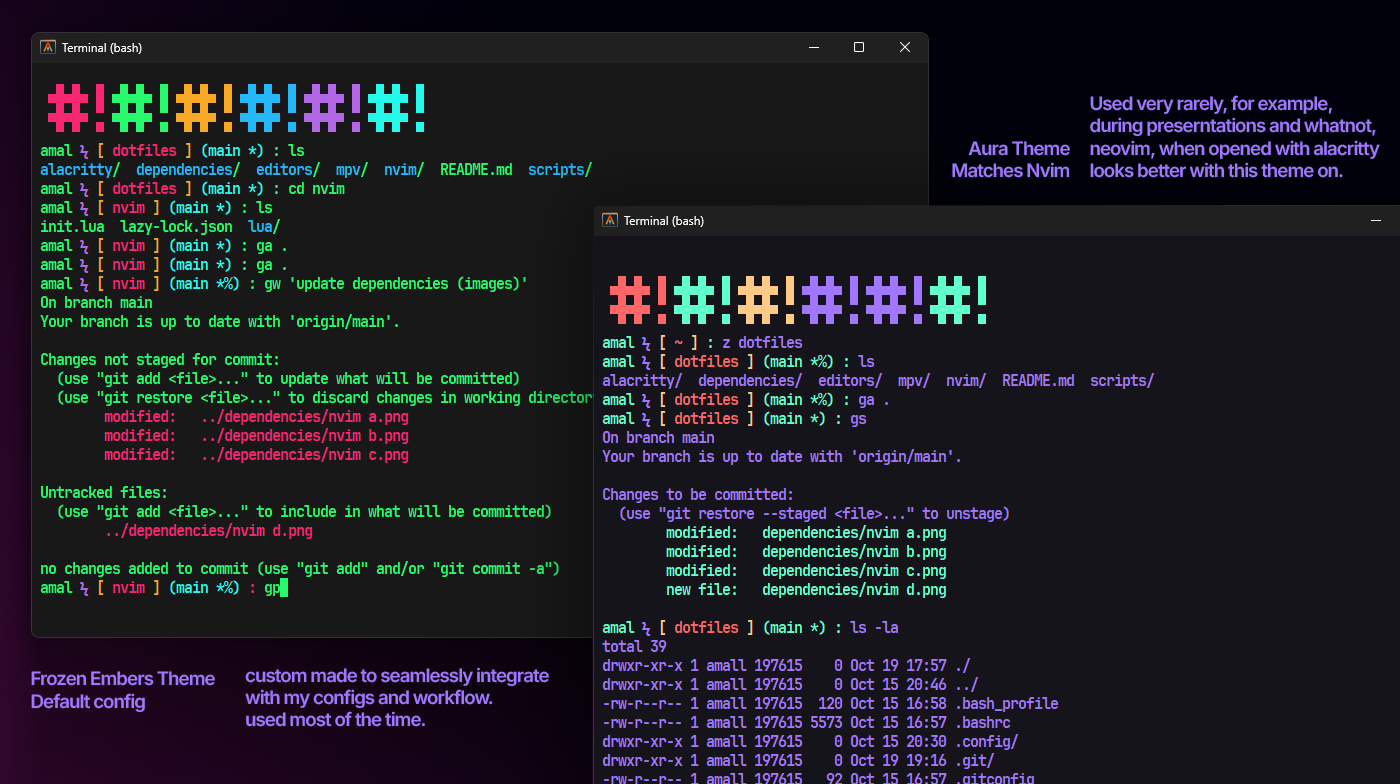 Terminal (bash)
#!#!#!#!#!#!
amal ϟ [ dotfiles ] (main *) : ls
alacritty/  dependencies/  editors/  mpv/  nvim/  README.md  scripts/
amal ϟ [ dotfiles ] (main *) : cd nvim
amal ϟ [ nvim ] (main *) : ls
init.lua  lazy-lock.json  lua/
amal ϟ [ nvim ] (main *) : ga .
amal ϟ [ nvim ] (main *) : ga .
amal ϟ [ nvim ] (main *%) : gw 'update dependencies (images)'
On branch main
Your branch is up to date with 'origin/main'.
Changes not staged for commit:
  (use "git add <file>..." to update what will be committed)
  (use "git restore <file>..." to discard changes in working director
        modified:   ../dependencies/nvim a.png
        modified:   ../dependencies/nvim b.png
        modified:   ../dependencies/nvim c.png
Untracked files:
  (use "git add <file>..." to include in what will be committed)
        ../dependencies/nvim d.png
no changes added to commit (use "git add" and/or "git commit -a")
amal ϟ [ nvim ] (main *%) : gp
Frozen Embers Theme
Default config
custom made to seamlessly integrate
with my configs and workflow.
used most of the time.
Aura Theme
Matches Nvim
Used very rarely, for example,
during preserntations and whatnot,
neovim, when opened with alacritty
looks better with this theme on.
Terminal (bash)
#!#!#!#!#!#!
amal ϟ [ ~ ] : z dotfiles
amal ϟ [ dotfiles ] (main *%) : ls
alacritty/  dependencies/  editors/  mpv/  nvim/  README.md  scripts/
amal ϟ [ dotfiles ] (main *%) : ga .
amal ϟ [ dotfiles ] (main *) : gs
On branch main
Your branch is up to date with 'origin/main'.
Changes to be committed:
  (use "git restore --staged <file>..." to unstage)
        modified:   dependencies/nvim a.png
        modified:   dependencies/nvim b.png
        modified:   dependencies/nvim c.png
        new file:   dependencies/nvim d.png
amal ϟ [ dotfiles ] (main *) : ls -la
total 39
drwxr-xr-x 1 amall 197615    0 Oct 19 17:57 ./
drwxr-xr-x 1 amall 197615    0 Oct 15 20:46 ../
-rw-r--r-- 1 amall 197615  120 Oct 15 16:58 .bash_profile
-rw-r--r-- 1 amall 197615 5573 Oct 15 16:57 .bashrc
drwxr-xr-x 1 amall 197615    0 Oct 15 20:30 .config/
drwxr-xr-x 1 amall 197615    0 Oct 19 19:16 .git/
-rw-r--r-- 1 amall 197615   92 Oct 15 16:57 .gitconfig